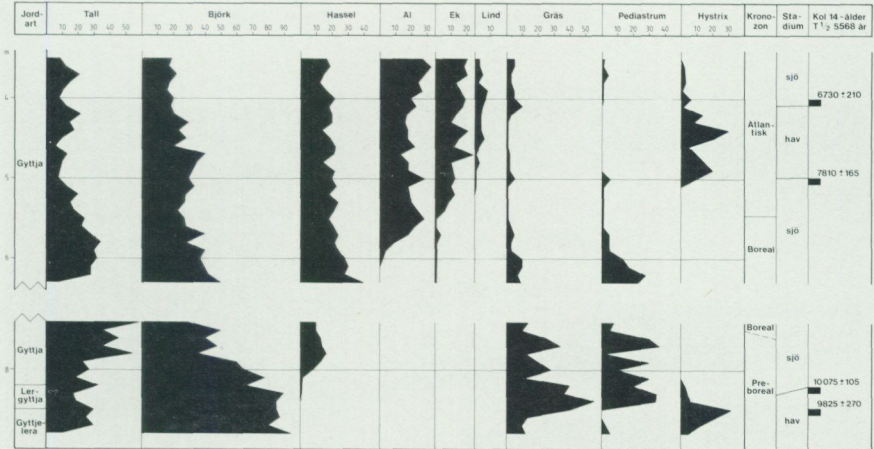 Jord-
art
Tall
Björk
Hassel
Al
Ek
Lind
Gräs
Pediastrum
Hystrix
Krono-
zon
Sta-
dium
Kol 14 -ålder
T 1/2 5568 år
10 20 30 40 50
10 20 30 40 50 60 70 80 90
10 20 30 40
10 20 30
10 20
10
10 20 30 40 50 60
10 20 30 40
10 20 30
m
4
5
6
8
Gyttja
Gyttja
Ler-
gyttja
Gyttje-
lera
Atlan-
tisk
Boreal
Boreal
Pre-
boreal
sjö
hav
sjö
sjö
hav
6730 ± 210
7810 ± 165
10075 ± 105
9825 ± 270